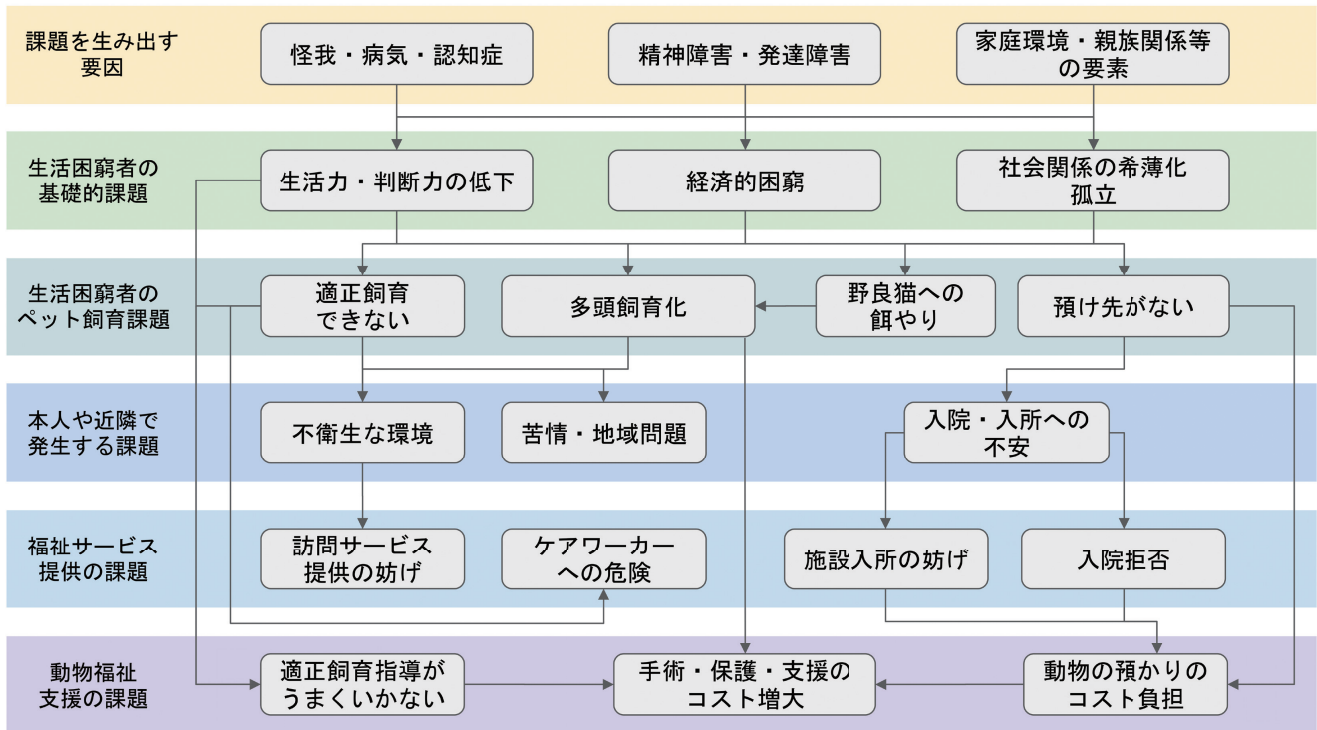 課題を生み出す
要因
怪我・病気・認知症
精神障害・発達障害
家庭環境・親族関係等
の要素
生活困窮者の
基礎的課題
生活力・判断力の低下
経済的困窮
社会関係の希薄化
孤立
生活困窮者の
ペット飼育課題
適正飼育
できない
多頭飼育化
野良猫への
餌やり
預け先がない
本人や近隣で
発生する課題
不衛生な環境
苦情・地域問題
入院・入所への
不安
福祉サービス
提供の課題
訪問サービス
提供の妨げ
ケアワーカー
への危険
施設入所の妨げ
入院拒否
動物福祉
支援の課題
適正飼育指導が
うまくいかない
手術・保護・支援の
コスト増大
動物の預かりの
コスト負担